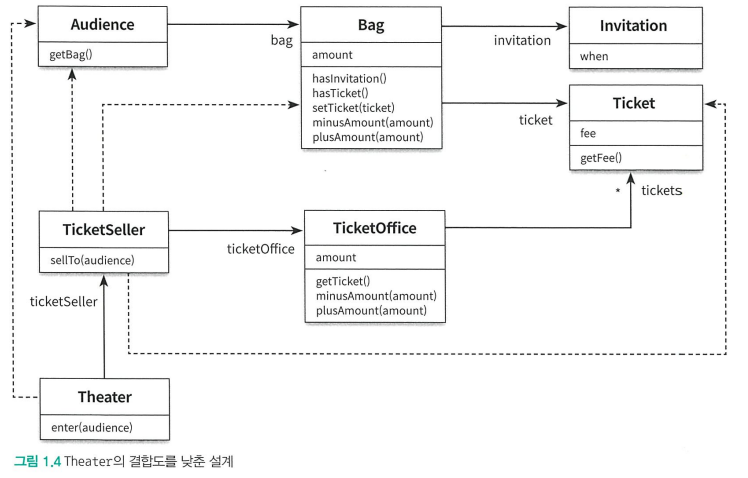 Audience
getBag()
bag
Bag
amount
hasInvitation()
hasTicket()
setTicket(ticket)
minusAmount(amount)
plusAmount(amount)
invitation
Invitation
when
ticket
Ticket
fee
getFee()
* tickets
TicketSeller
sellTo(audience)
ticketOffice
TicketOffice
amount
getTicket()
minusAmount(amount)
plusAmount(amount)
ticketSeller
Theater
enter(audience)
그림 1.4 Theater의 결합도를 낮춘 설계